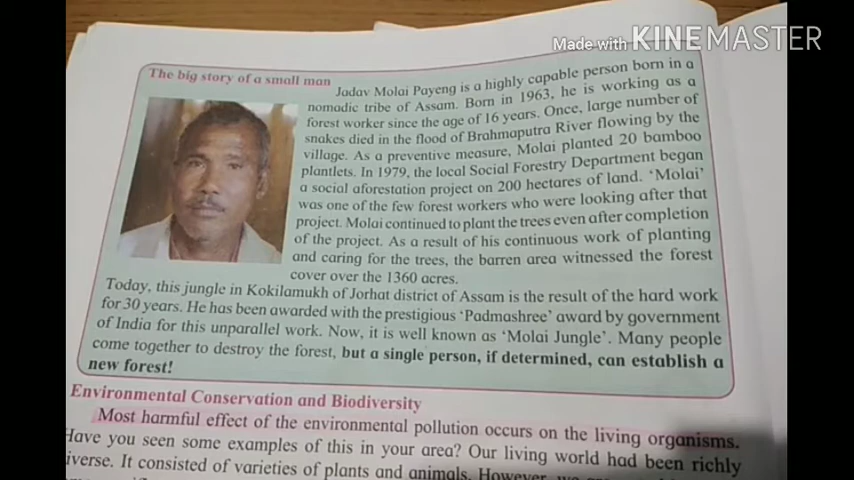 Made with KINEMASTER
The big story of a small man
Jadav Molai Payeng is a highly capable person born in a
nomadic tribe of Assam. Born in 1963, he is working as a
forest worker since the age of 16 years. Once, large number of
snakes died in the flood of Brahmaputra River flowing by the
village. As a preventive measure, Molai planted 20 bamboo
plantlets. In 1979, the local Social Forestry Department began
a social aforestation project on 200 hectares of land. 'Molai'
was one of the few forest workers who were looking after that
project. Molai continued to plant the trees even after completion
of the project. As a result of his continuous work of planting
and caring for the trees, the barren area witnessed the forest
cover over the 1360 acres.
Today, this jungle in Kokilamukh of Jorhat district of Assam is the result of the hard work
for 30 years. He has been awarded with the prestigious 'Padmashree' award by government
of India for this unparallel work. Now, it is well known as 'Molai Jungle'. Many people
come together to destroy the forest, but a single person, if determined, can establish a
new forest!
Environmental Conservation and Biodiversity
Most harmful effect of the environmental pollution occurs on the living organisms.
Have you seen some examples of this in your area? Our living world had been richly
iverse. It consisted of varieties of plants and animals. However,